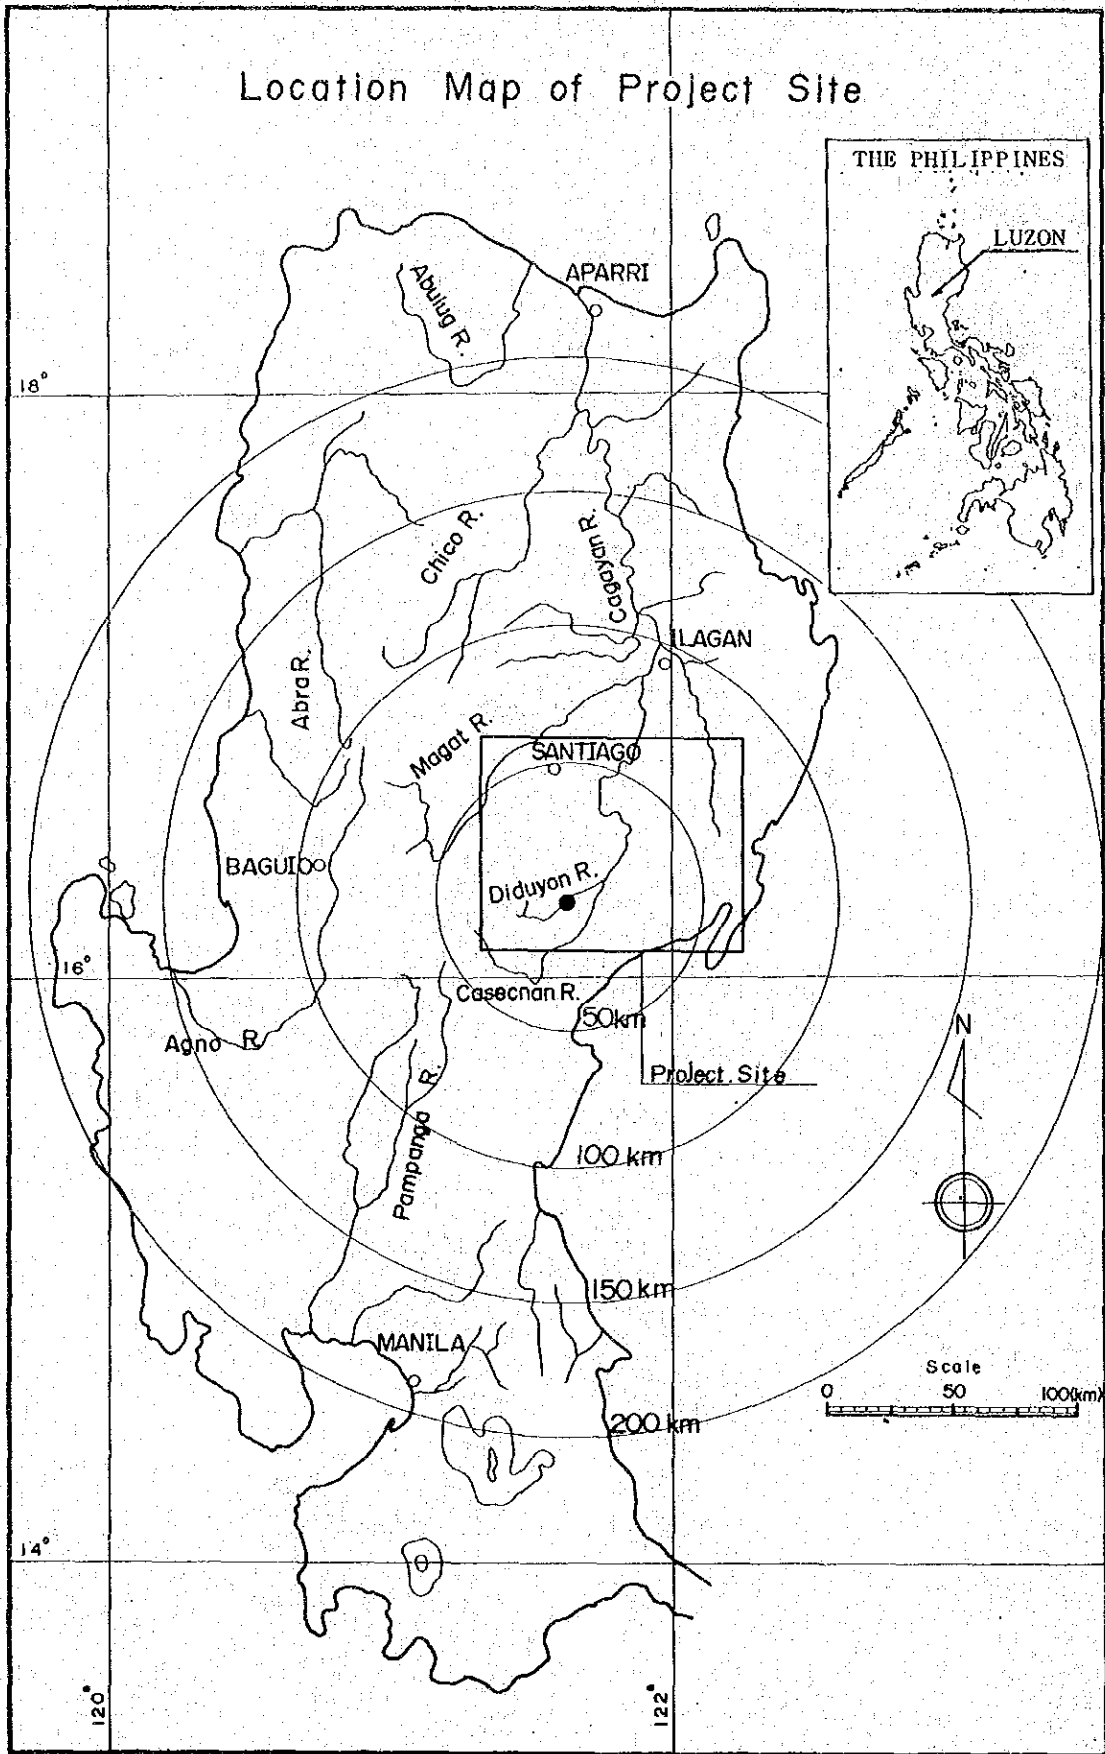 Location Map of Project Site
THE PHILIPPINES
LUZON
APARRI
Abulug R.
18°
Chico R.
Cagayan R.
ILAGAN
Abra R.
Magat R.
SANTIAGO
BAGUIO
Diduyon R.
16°
Casecnan R.
50km
Agno R.
N
Project Site
Pampanga R.
100 km
150 km
MANILA
Scale
0 50 100(km)
200 km
14°
120°
122°